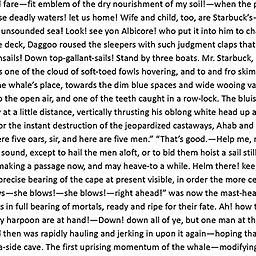 d fare—fit emblem of the dry nourishment of my soil!—when the p
se deadly waters! let us home! Wife and child, too, are Starbuck's—
unsounded sea! Look! see yon Albicore! who put it into him to cha
e deck, Daggoo roused the sleepers with such judgment claps that
nsails! Down top-gallant-sails! Stand by three boats. Mr. Starbuck,
s one of the cloud of soft-toed fowls hovering, and to and fro skim
he whale's place, towards the dim blue spaces and wide wooing va
o the open air, and one of the teeth caught in a row-lock. The bluis
y at a little distance, vertically thrusting his oblong white head up a
or the instant destruction of the jeopardized castaways, Ahab and
ere five oars, sir, and here are five men." "That's good.—Help me, r
sound, except to hail the men aloft, or to bid them hoist a sail still
making a passage now, and may heave-to a while. Helm there! kee
precise bearing of the cape at present visible, in order the more ce
ws—she blows!—she blows!—right ahead!" was now the mast-hea
s in full bearing of mortals, ready and ripe for their fate. Ah! how t
y harpoon are at hand!—Down! down all of ye, but one man at th
d then was rapidly hauling and jerking in upon it again—hoping tha
a-side cave. The first uprising momentum of the whale—modifying